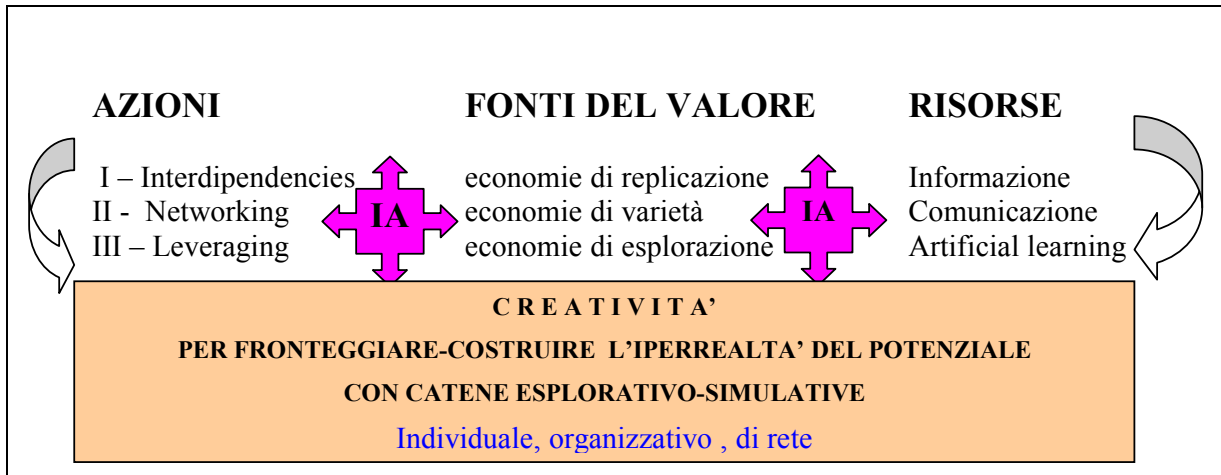 AZIONI FONTI DEL VALORE RISORSE
I – Interdipendencies economie di replicazione Informazione
II - Networking IA economie di varietà IA Comunicazione
III – Leveraging economie di esplorazione Artificial learning
C R E A T I V I T A’
PER FRONTEGGIARE-COSTRUIRE L’IPERREALTA’ DEL POTENZIALE
CON CATENE ESPLORATIVO-SIMULATIVE
Individuale, organizzativo , di rete